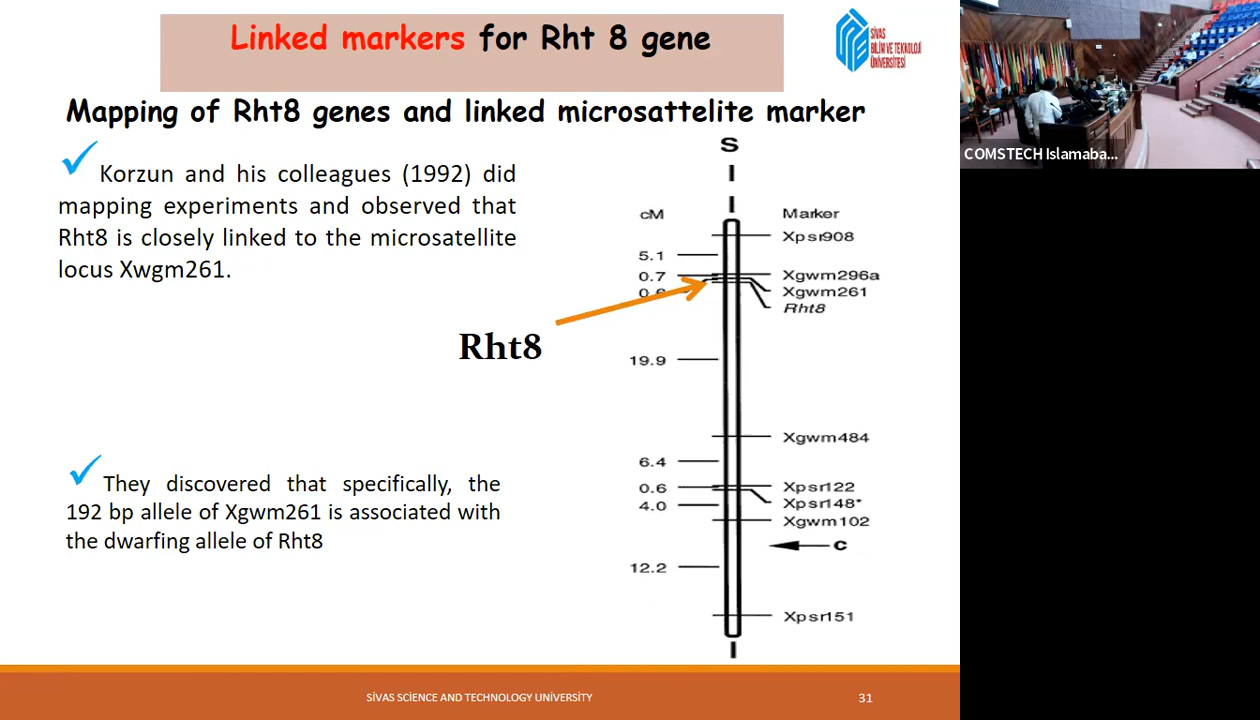 Linked markers for Rht 8 gene
SİVAS
BİLİM VE TEKNOLOJİ
ÜNİVERSİTESİ
COMSTECH Islamaba...
Mapping of Rht8 genes and linked microsattelite marker
Korzun and his colleagues (1992) did
mapping experiments and observed that
Rht8 is closely linked to the microsatellite
locus Xwgm261.
They discovered that specifically, the
192 bp allele of Xgwm261 is associated with
the dwarfing allele of Rht8
Rht8
S
cM Marker
Xpsr908
5.1
0.7 Xgwm296a
0.6 Xgwm261
Rht8
19.9
Xgwm484
6.4
0.6 Xpsr122
Xpsr148*
4.0
Xgwm102
C
12.2
Xpsr151
l
SİVAS SCİENCE AND TECHNOLOGY UNİVERSİTY
31